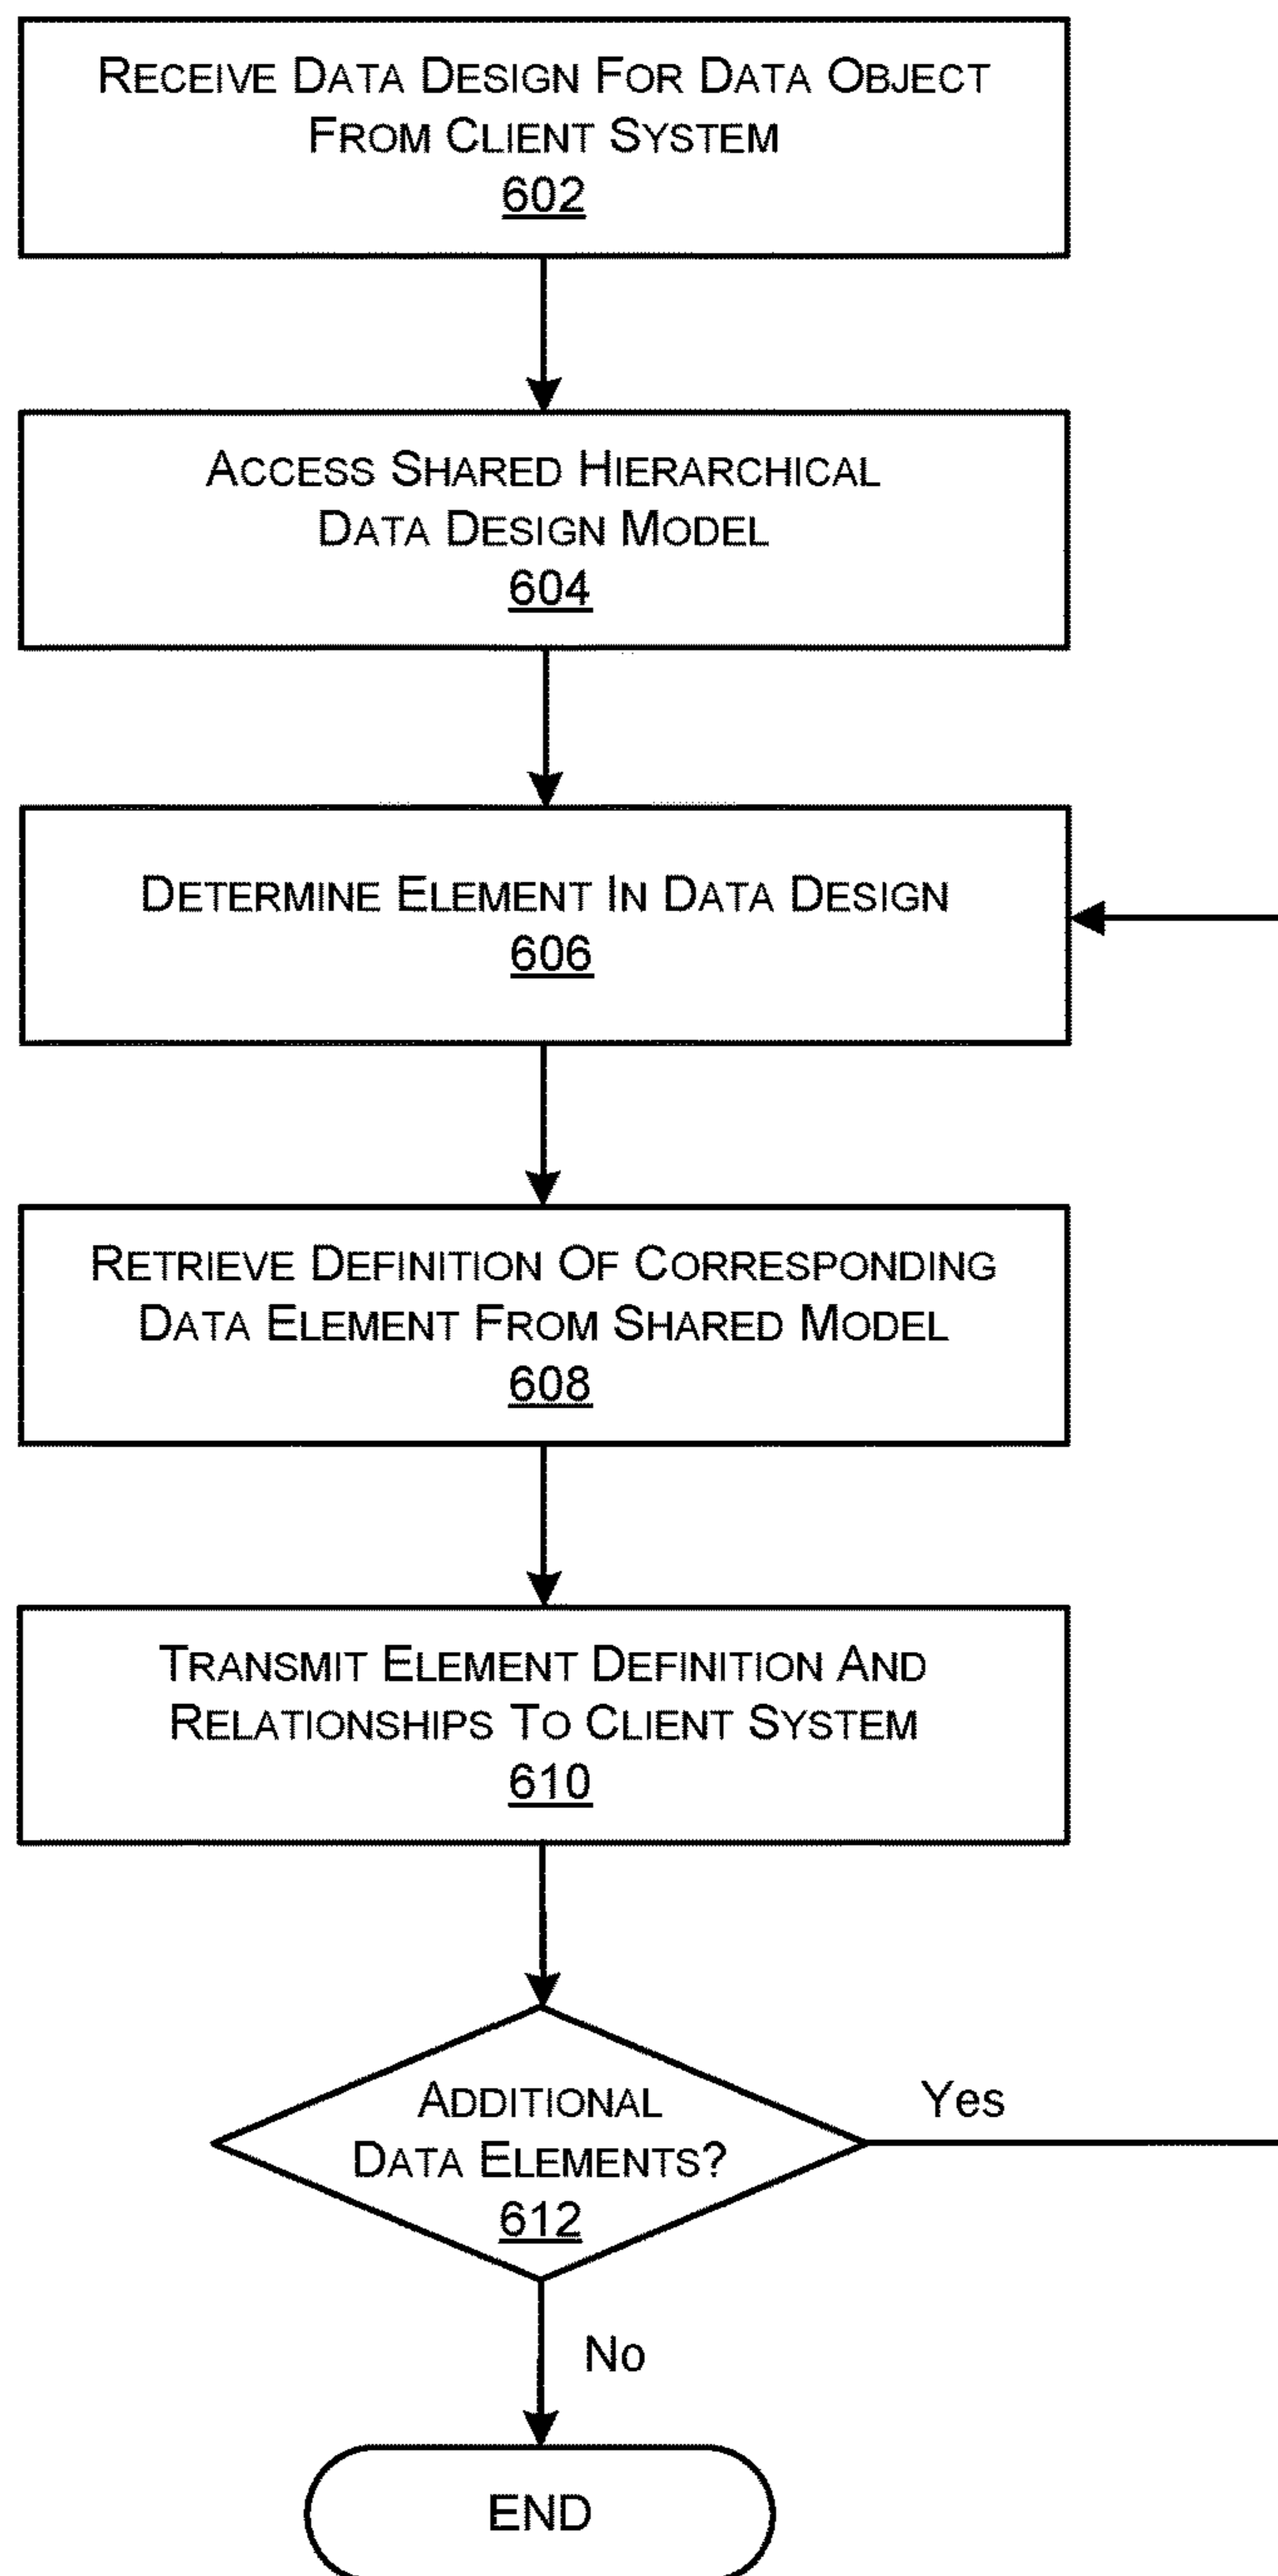 RECEIVE DATA DESIGN FOR DATA OBJECT
FROM CLIENT SYSTEM
602
ACCESS SHARED HIERARCHICAL
DATA DESIGN MODEL
604
DETERMINE ELEMENT IN DATA DESIGN
606
RETRIEVE DEFINITION OF CORRESPONDING
DATA ELEMENT FROM SHARED MODEL
608
TRANSMIT ELEMENT DEFINITION AND
RELATIONSHIPS TO CLIENT SYSTEM
610
ADDITIONAL
DATA ELEMENTS?
612
Yes
No
END